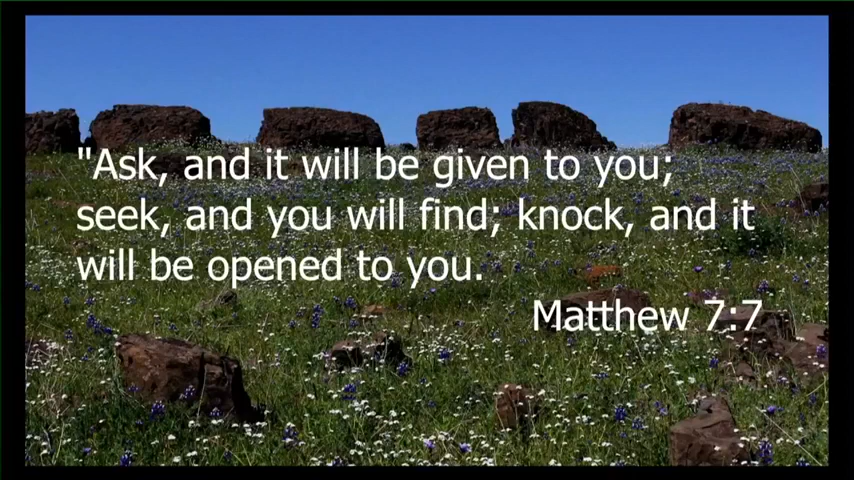 "Ask, and it will be given to you;
seek, and you will find; knock, and it
will be opened to you.
Matthew 7:7